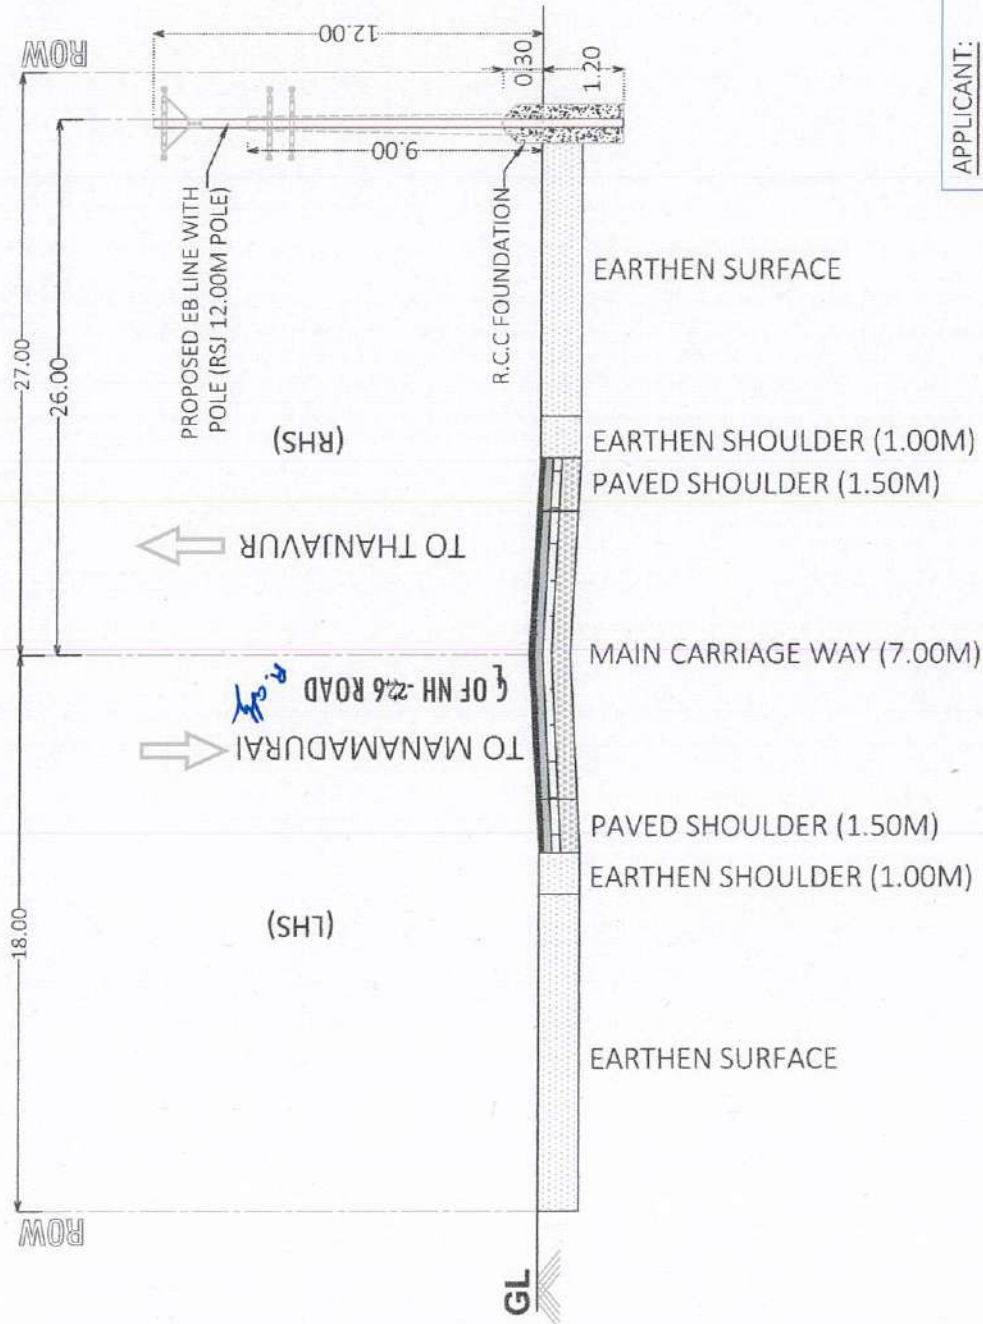 ROW
ROW
27.00
18.00
26.00
12.00
9.00
0.30
1.20
PROPOSED EB LINE WITH
POLE (RSJ 12.00M POLE)
R.C.C FOUNDATION
(RHS)
(LHS)
TO THANJAVUR
℄ OF NH -226 ROAD
TO MANAMADURAI
EARTHEN SURFACE
EARTHEN SHOULDER (1.00M)
PAVED SHOULDER (1.50M)
MAIN CARRIAGE WAY (7.00M)
PAVED SHOULDER (1.50M)
EARTHEN SHOULDER (1.00M)
EARTHEN SURFACE
GL
APPLICANT: